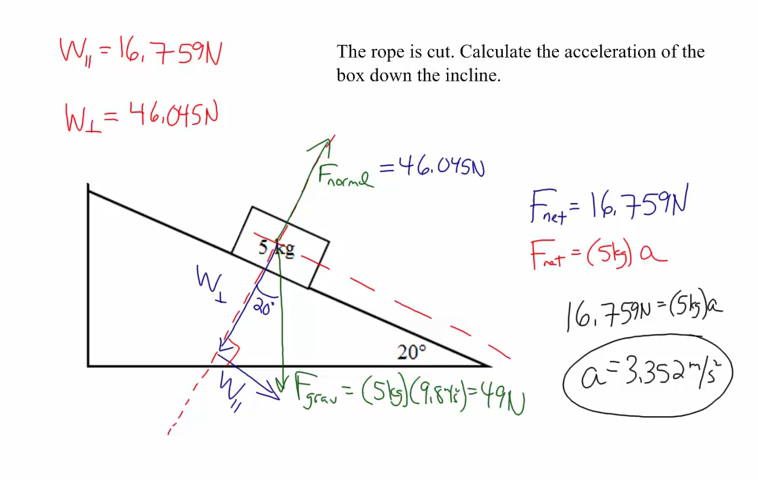 W∥ = 16.759N
The rope is cut. Calculate the acceleration of the
box down the incline.
W⊥ = 46.045N
Fnormal = 46.045N
Fnet = 16.759N
5 kg
Fnet = (5kg) a
W⊥
20°
16.759N = (5kg)a
20°
a = 3.352 m/s²
W∥
Fgrav = (5kg)(9.8 m/s²) = 49N